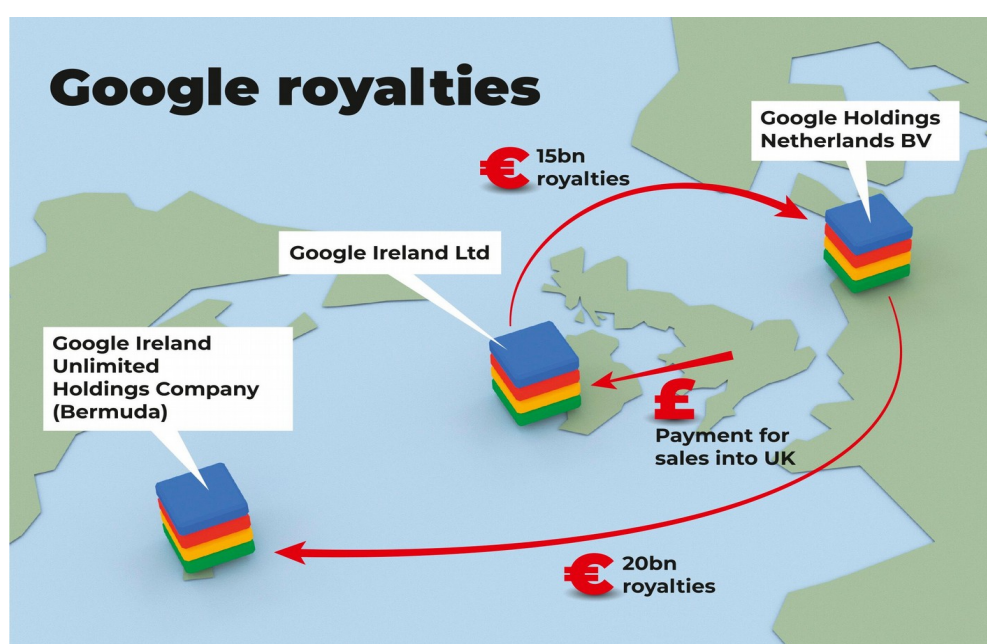 Google royalties
Google Holdings
Netherlands BV
€ 15bn
royalties
Google Ireland Ltd
Google Ireland
Unlimited
Holdings Company
(Bermuda)
£
Payment for
sales into UK
€ 20bn
royalties